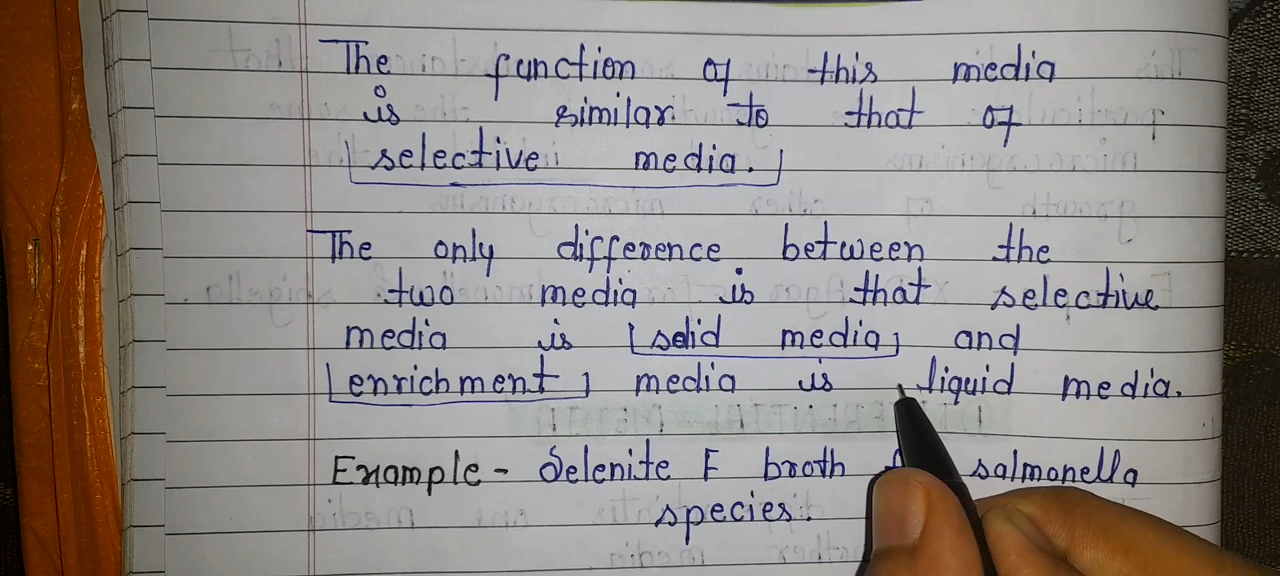 The function of this media
is similar to that of
selective media.
The only difference between the
two media is that selective
media is solid media and
enrichment media is liquid media.
Example - Selenite F broth salmonella
species.